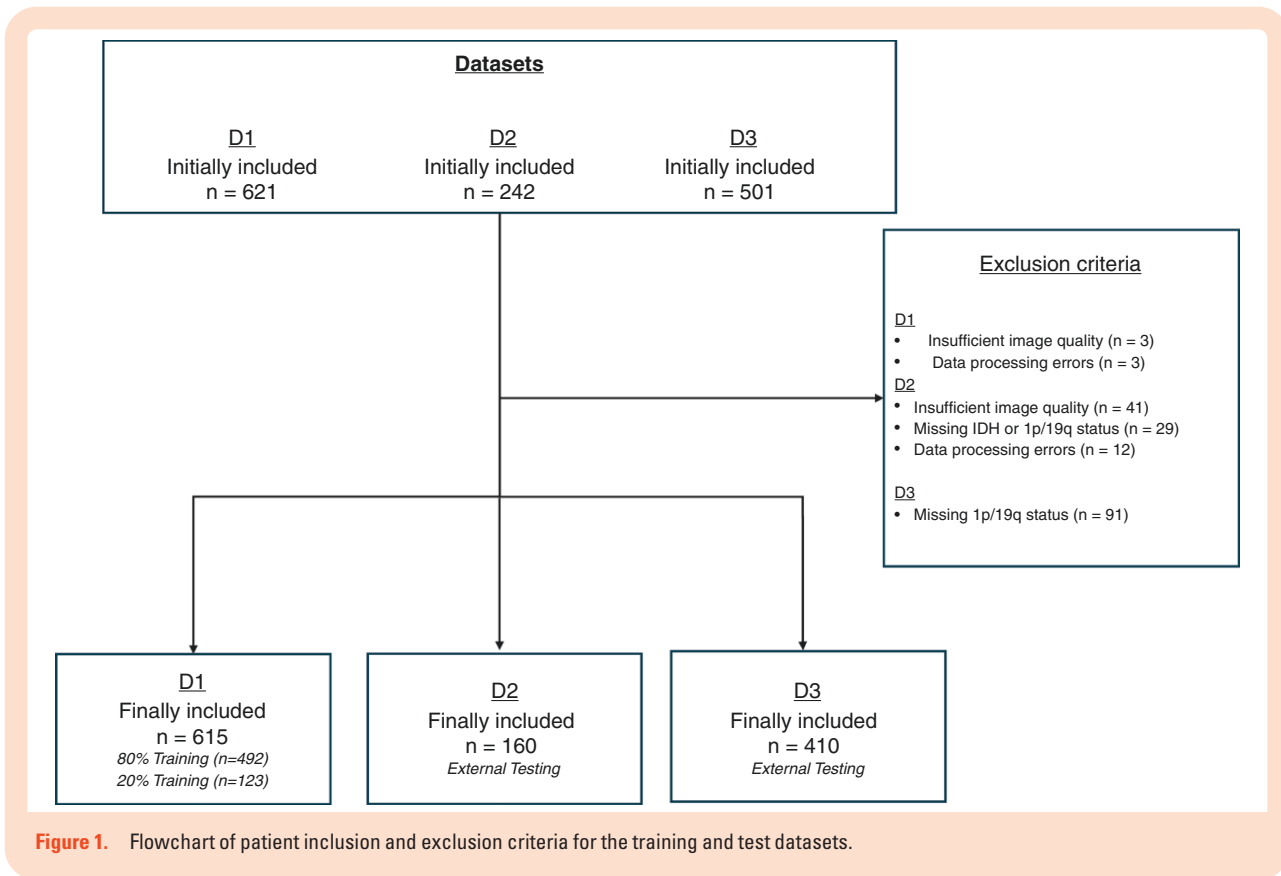 Datasets
D1
Initially included
n = 621
D2
Initially included
n = 242
D3
Initially included
n = 501
Exclusion criteria
D1
• Insufficient image quality (n = 3)
• Data processing errors (n = 3)
D2
• Insufficient image quality (n = 41)
• Missing IDH or 1p/19q status (n = 29)
• Data processing errors (n = 12)
D3
• Missing 1p/19q status (n = 91)
D1
Finally included
n = 615
80% Training (n=492)
20% Training (n=123)
D2
Finally included
n = 160
External Testing
D3
Finally included
n = 410
External Testing
Figure 1. Flowchart of patient inclusion and exclusion criteria for the training and test datasets.